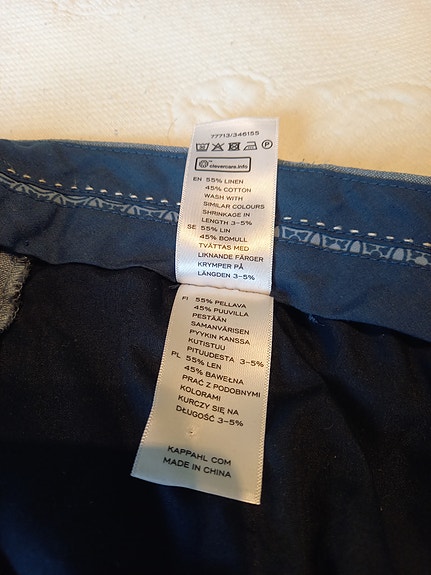 77713/346155
P
clevercare.info
EN 55% LINEN
45% COTTON
WASH WITH
SIMILAR COLOURS
SHRINKAGE IN
LENGTH 3-5%
SE 55% LIN
45% BOMULL
TVÄTTAS MED
LIKNANDE FÄRGER
KRYMPER PÅ
LÄNGDEN 3-5%
FI 55% PELLAVA
45% PUUVILLA
PESTÄÄN
SAMANVÄRISEN
PYYKIN KANSSA
KUTISTUU
PITUUDESTA 3-5%
PL 55% LEN
45% BAWEŁNA
PRAĆ Z PODOBNYMI
KOLORAMI
KURCZY SIĘ NA
DŁUGOŚĆ 3-5%
KAPPAHL COM
MADE IN CHINA